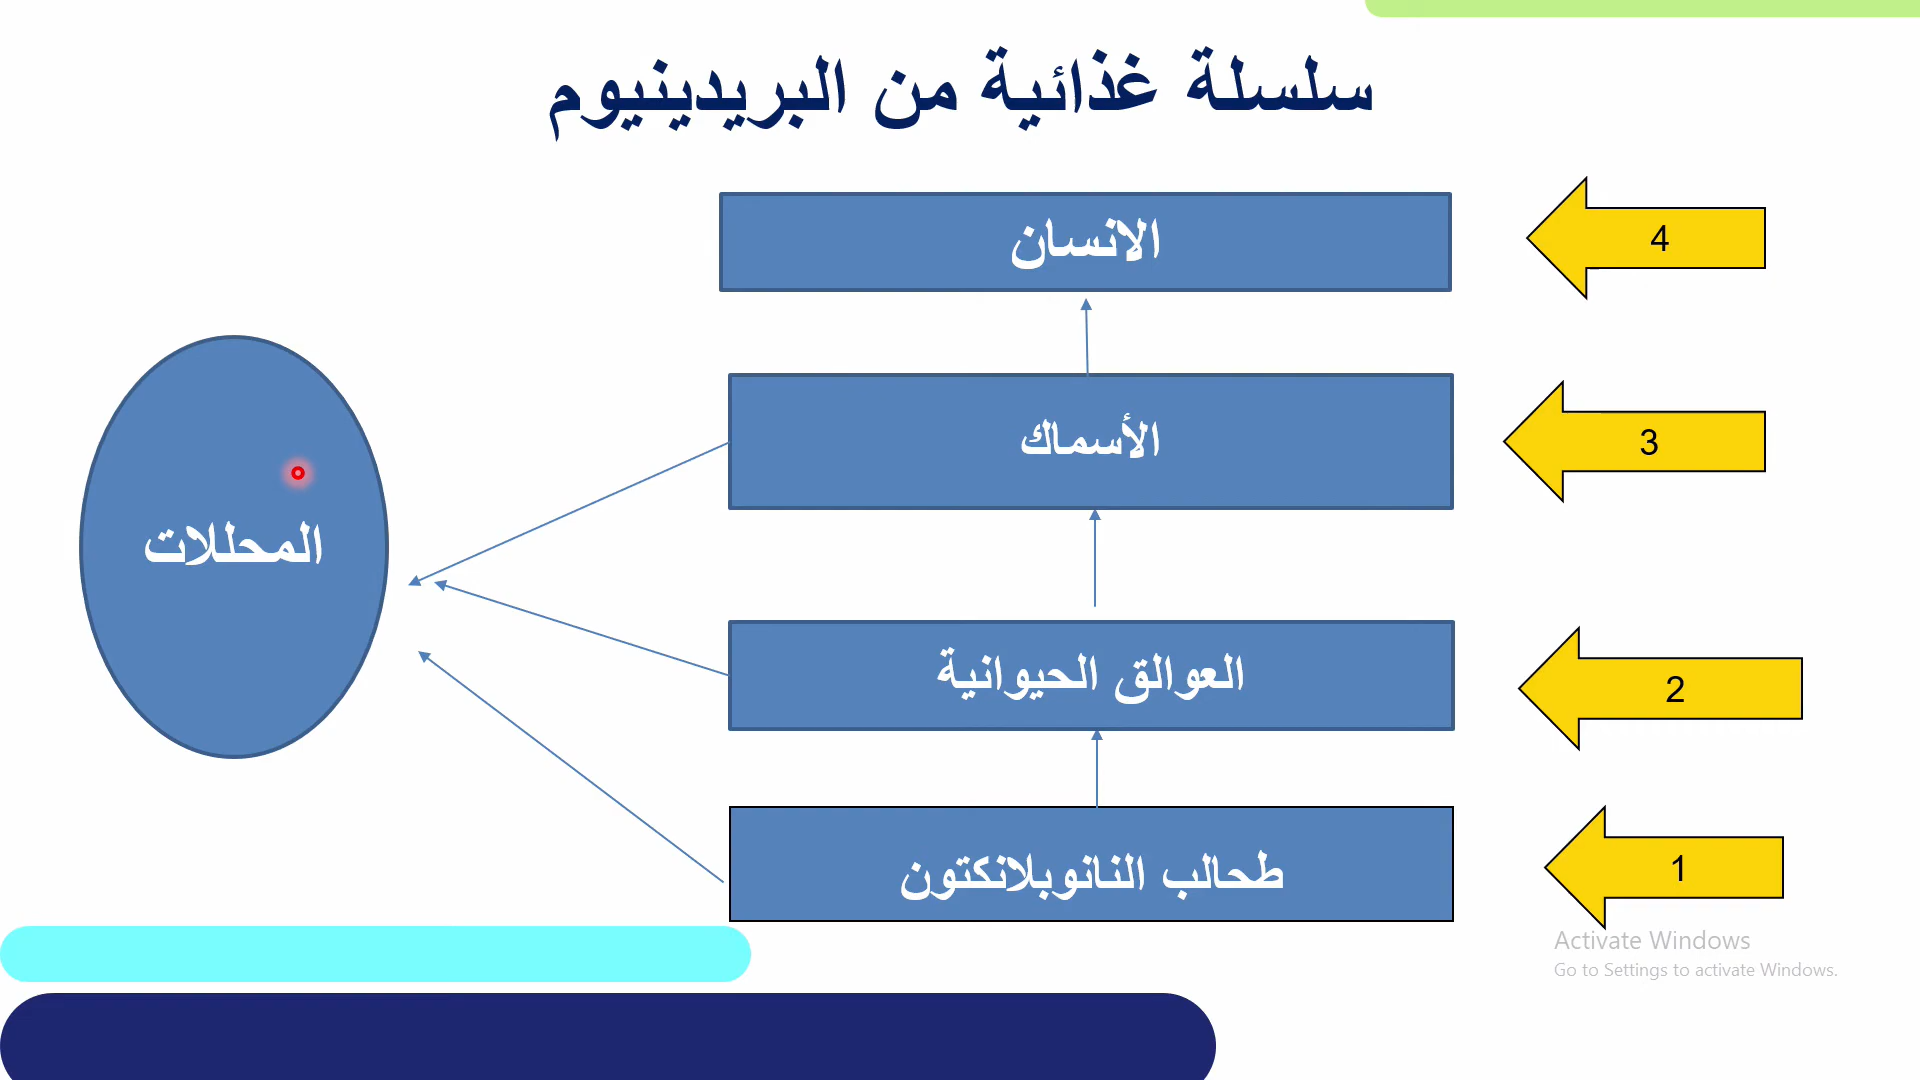 سلسلة غذائية من البريدينيوم
الانسان
4
الأسماك
3
المحللات
العوالق الحيوانية
2
طحالب النانوبلانكتون
1
Activate Windows
Go to Settings to activate Windows.